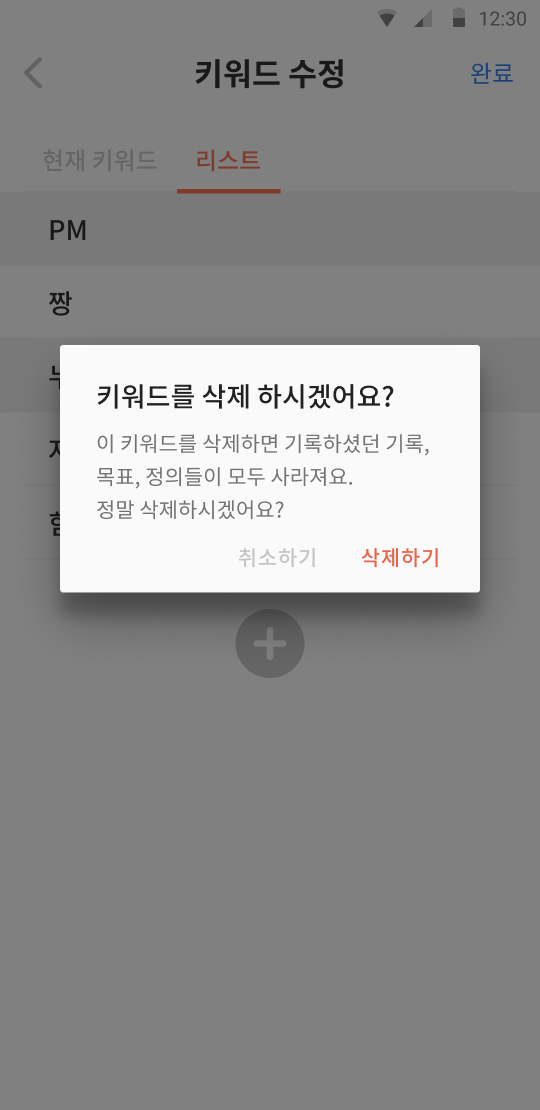 12:30
키워드 수정
완료
현재 키워드
리스트
PM
짱
키워드를 삭제 하시겠어요?
이 키워드를 삭제하면 기록하셨던 기록,
목표, 정의들이 모두 사라져요.
정말 삭제하시겠어요?
취소하기
삭제하기